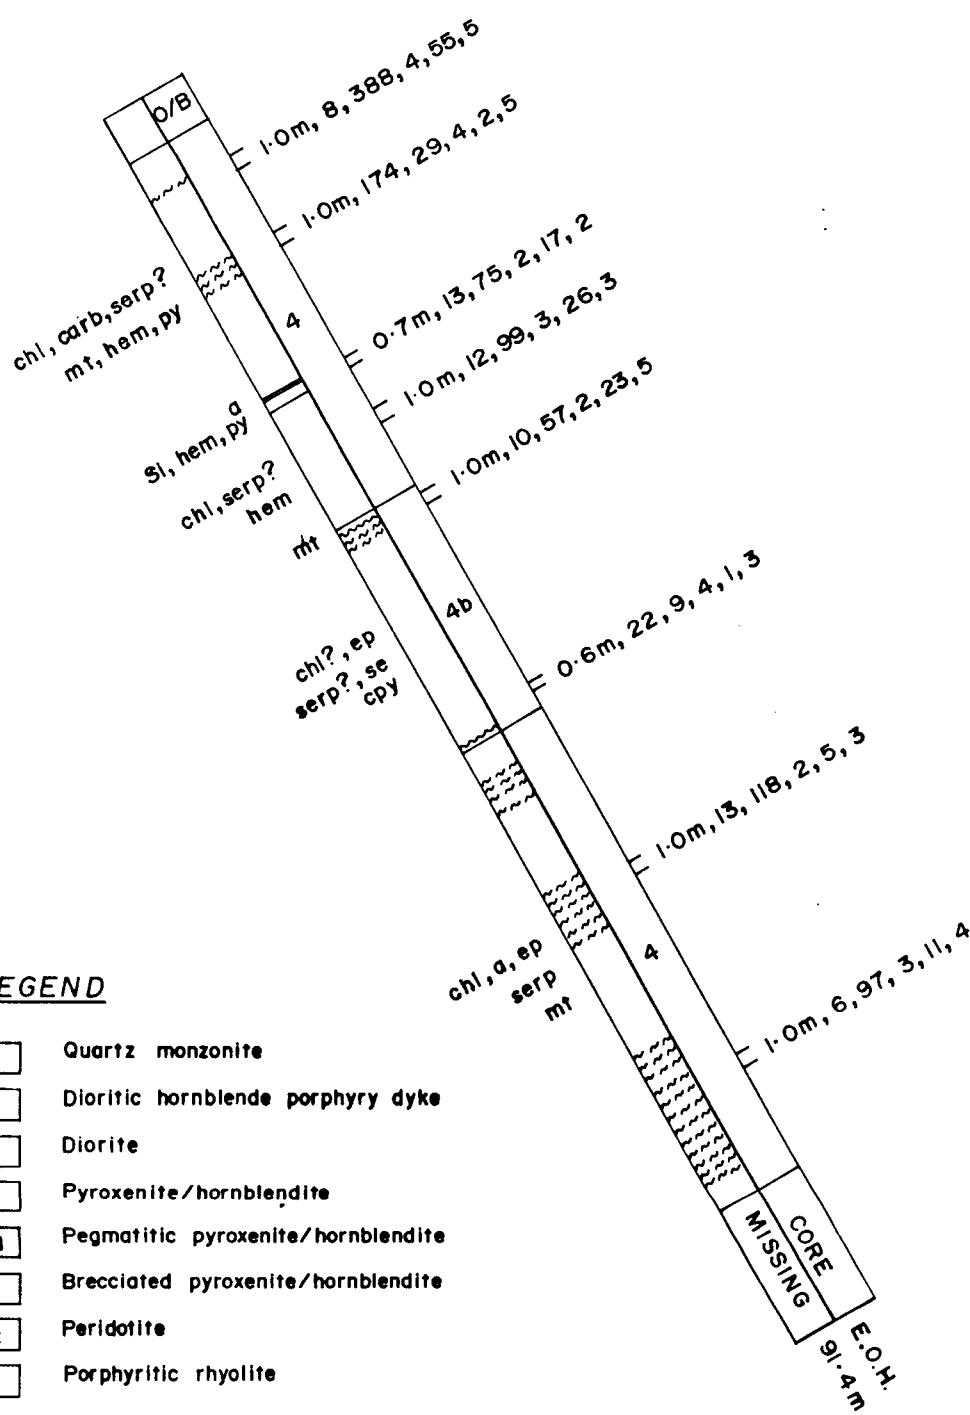 O/B
1·0m, 8, 388, 4, 55, 5
1·0m, 174, 29, 4, 2, 5
chl, carb, serp?
mt, hem, py
4
0·7m, 13, 75, 2, 17, 2
1·0m, 12, 99, 3, 26, 3
a
Si, hem, py
1·0m, 10, 57, 2, 23, 5
chl, serp?
hem
mt
4b
0·6m, 22, 9, 4, 1, 3
chl?, ep
serp?, se
cpy
1·0m, 13, 118, 2, 5, 3
4
chl, a, ep
serp
mt
1·0m, 6, 97, 3, 11, 4
EGEND
Quartz monzonite
Dioritic hornblende porphyry dyke
Diorite
Pyroxenite/hornblendite
Pegmatitic pyroxenite/hornblendite
Brecciated pyroxenite/hornblendite
Peridotite
Porphyritic rhyolite
MISSING
CORE
E.O.H.
91·4m